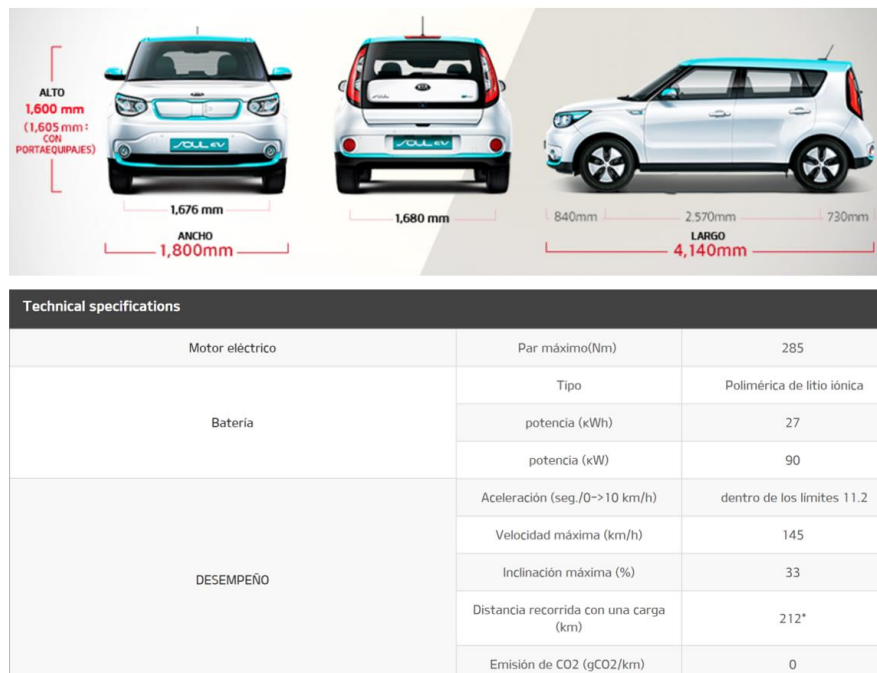 ALTO
1,600 mm
(1,605 mm:
CON
PORTAEQUIPAJES)
KIA
SOUL EV
SOUL EV
1,676 mm
1,680 mm
840mm
2.570mm
730mm
ANCHO
1,800mm
LARGO
4,140mm
Technical specifications
Motor eléctrico
Par máximo(Nm)
285
Batería
Tipo
Polimérica de litio iónica
potencia (κWh)
27
potencia (κW)
90
DESEMPEÑO
Aceleración (seg./0->10 km/h)
dentro de los límites 11.2
Velocidad máxima (km/h)
145
Inclinación máxima (%)
33
Distancia recorrida con una carga
(km)
212*
Emisión de CO2 (gCO2/km)
0